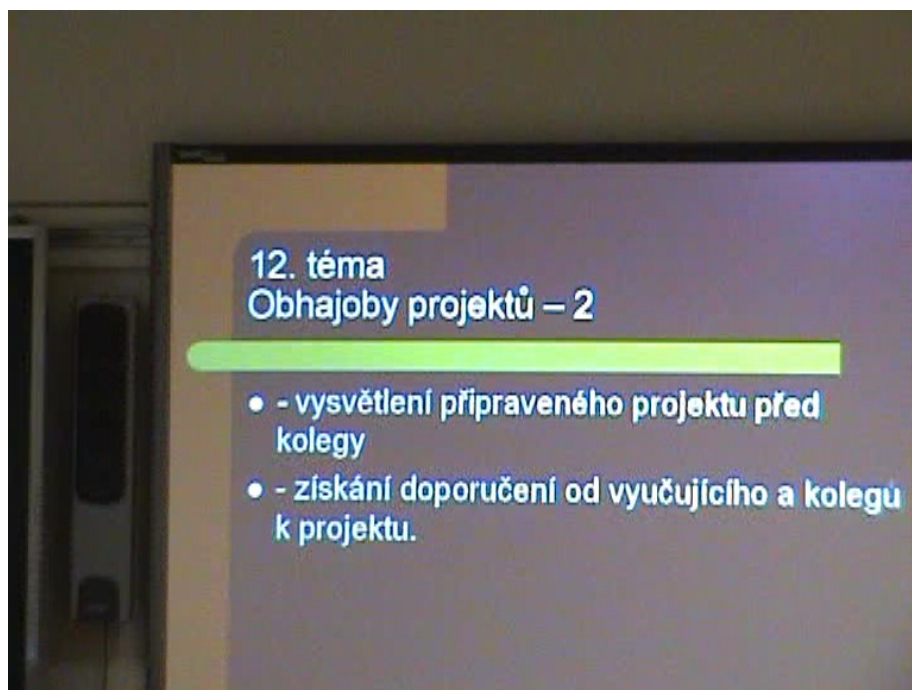 12. téma
Obhajoby projektů – 2
● - vysvětlení připraveného projektu před
kolegy
● - získání doporučení od vyučujícího a kolegů
k projektu.